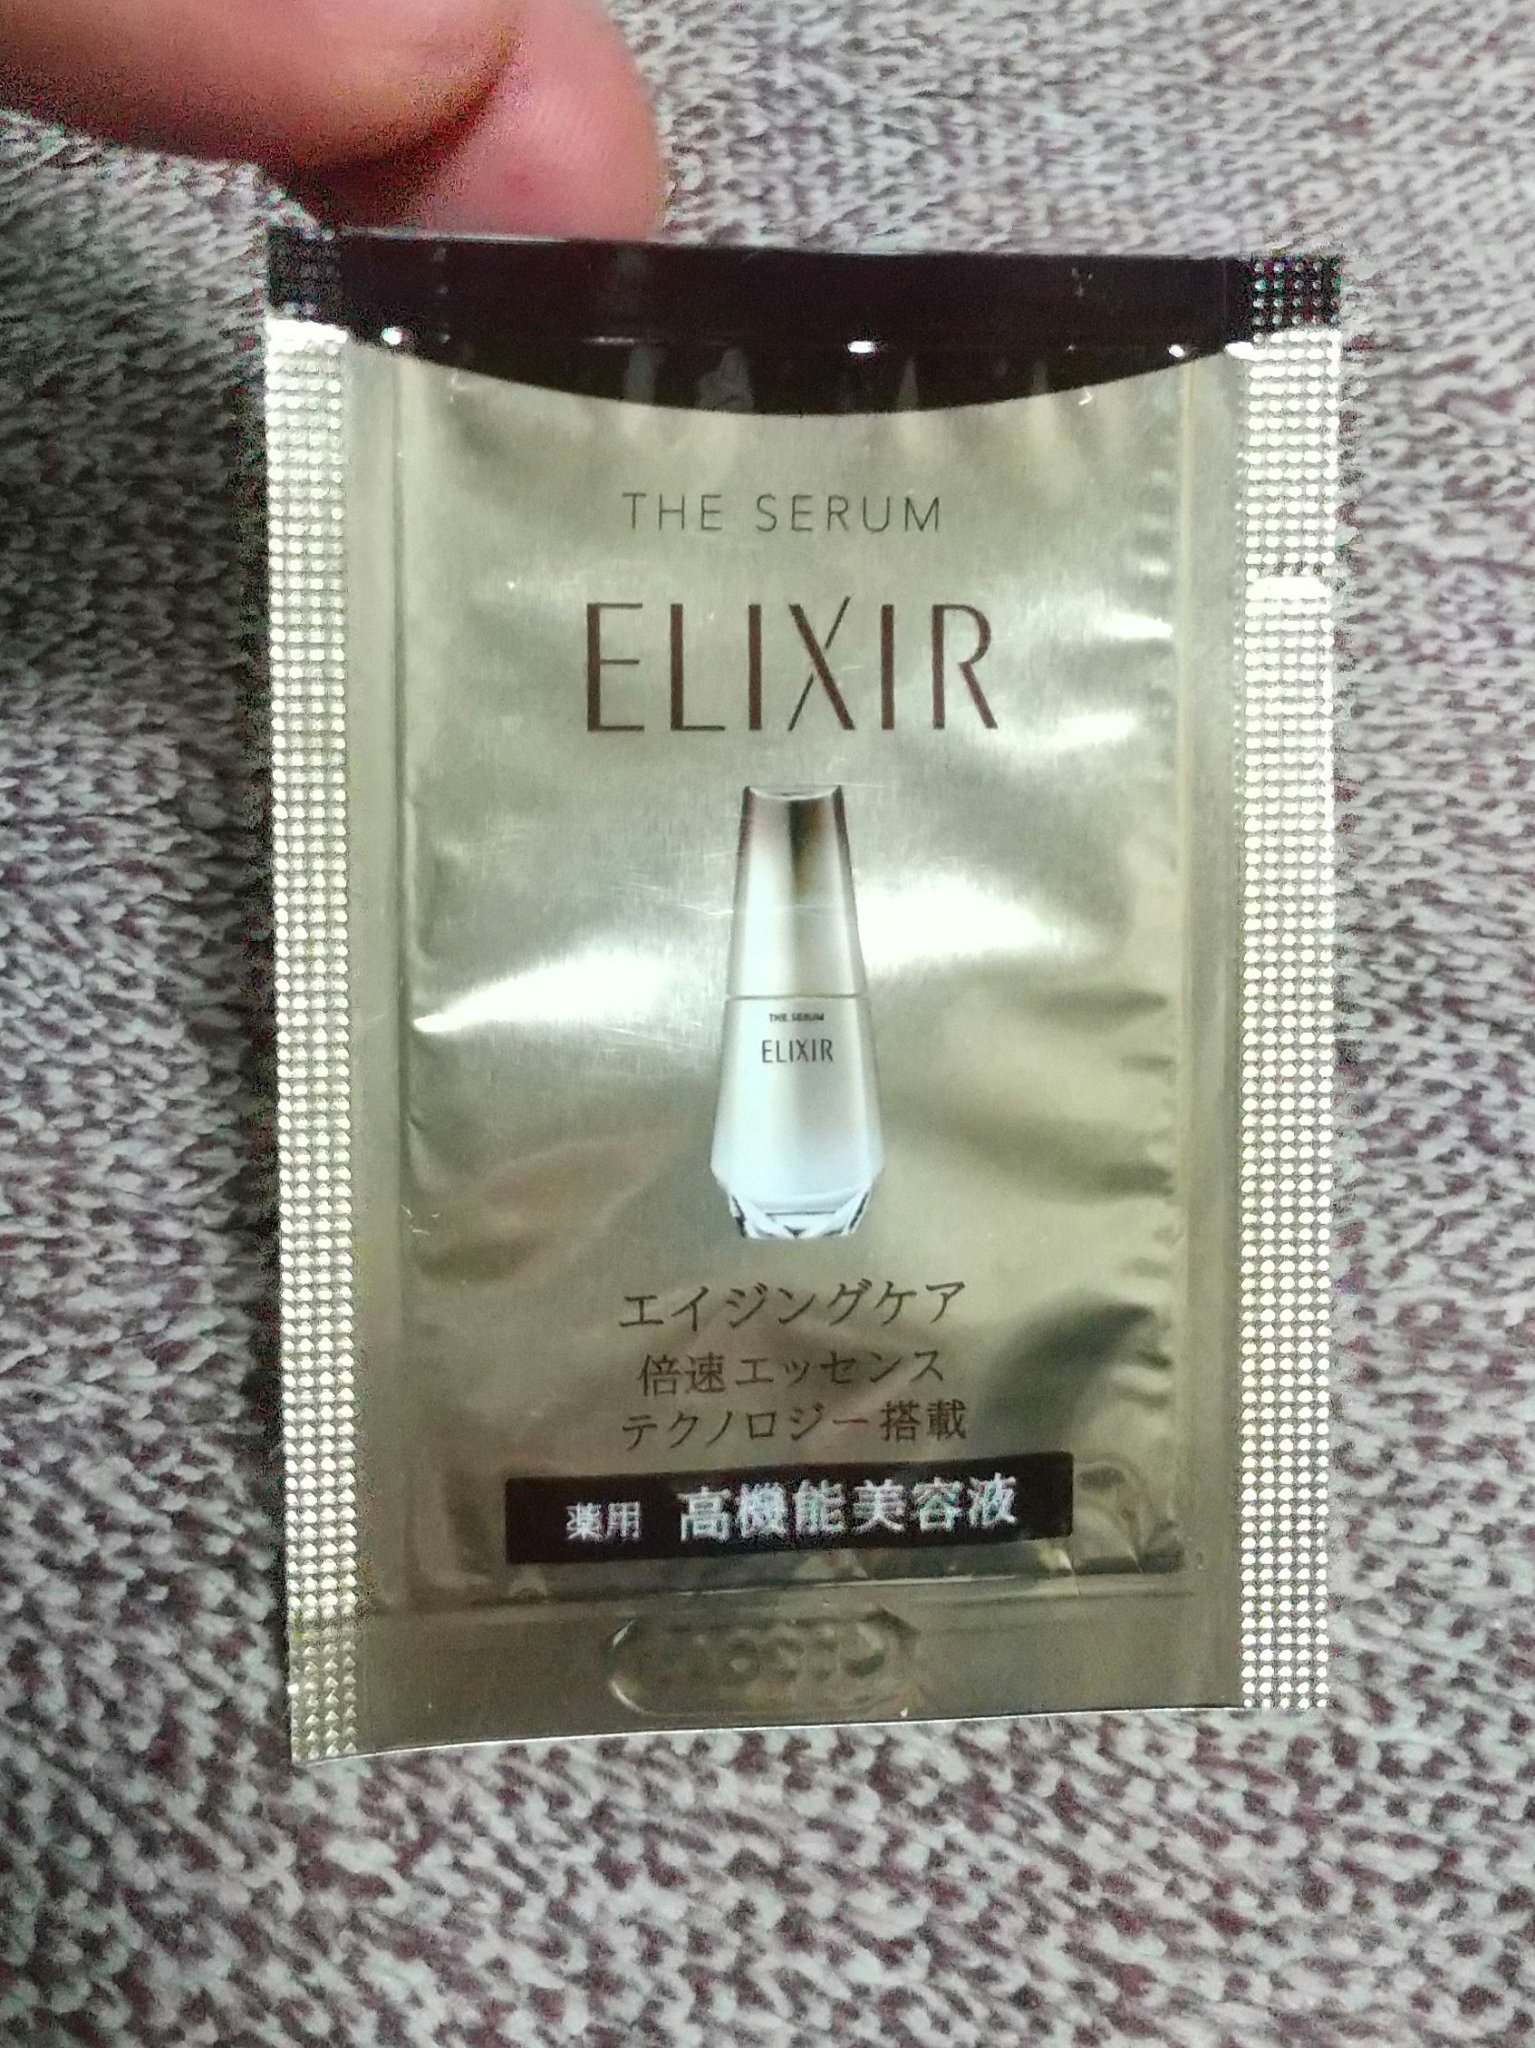 THE SERUM
ELIXIR
THE SERUM
ELIXIR
エイジングケア
倍速エッセンス
テクノロジー搭載
薬用 高機能美容液